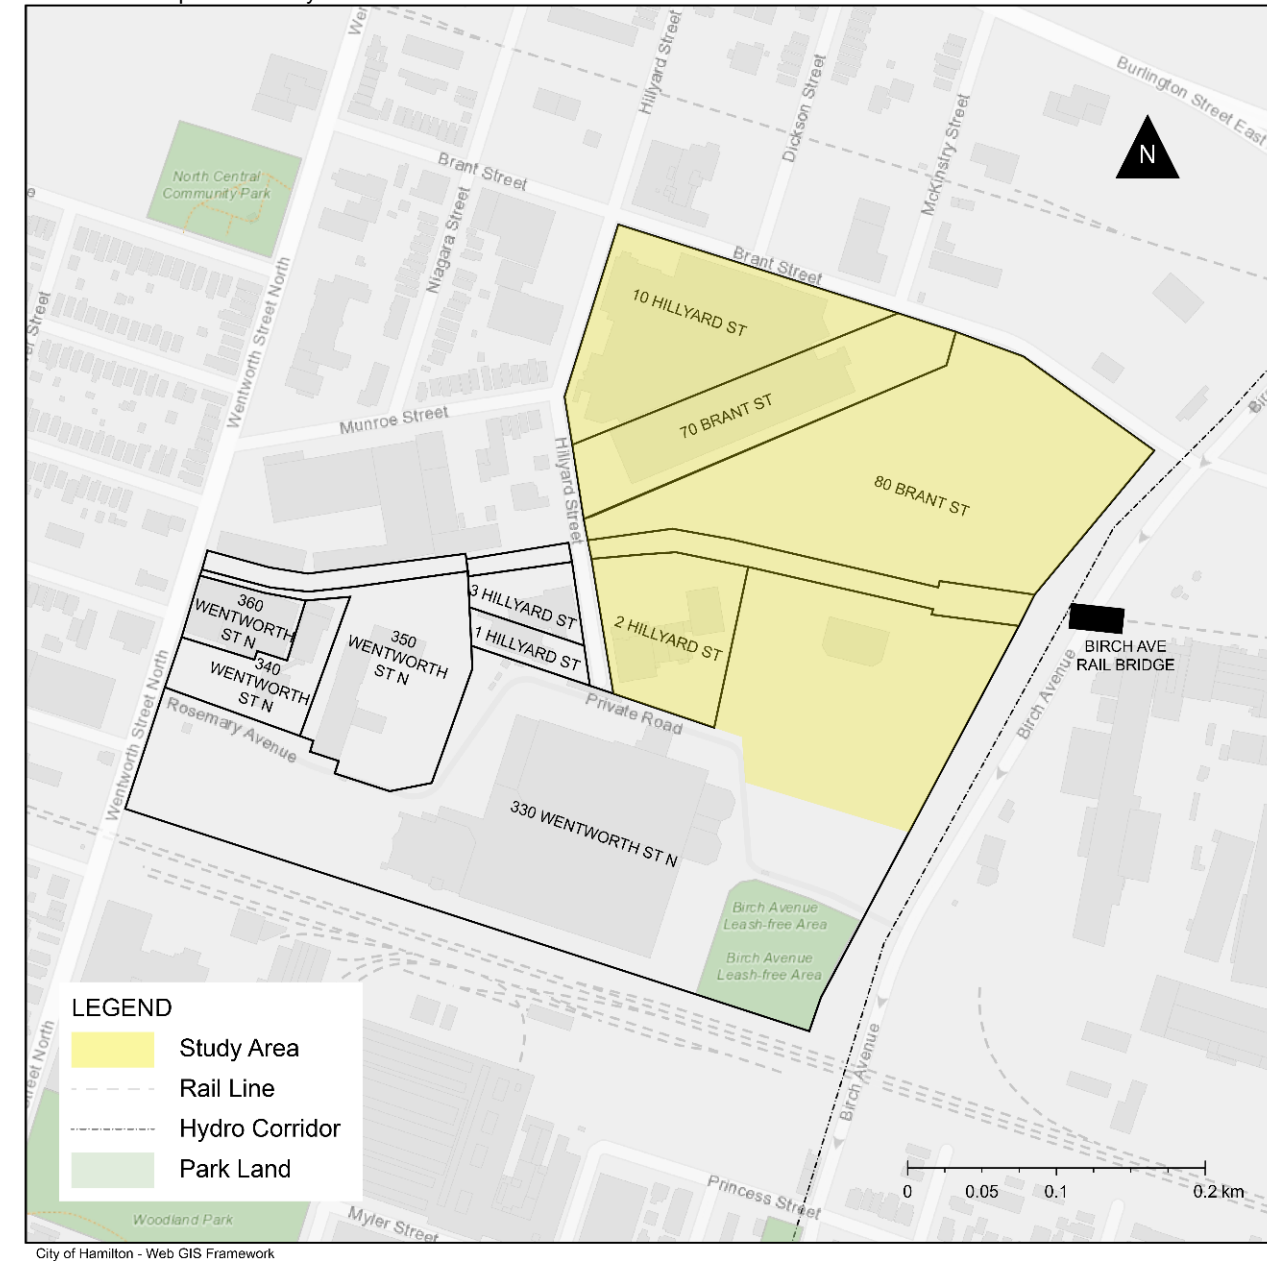 Burlington Street East
Hillyard Street
Dickson Street
McKinstry Street
N
Brant Street
North Central
Community Park
Niagara Street
Brant Street
Wentworth Street North
10 HILLYARD ST
70 BRANT ST
Munroe Street
Hillyard Street
80 BRANT ST
360
WENTWORTH
ST N
3 HILLYARD ST
1 HILLYARD ST
2 HILLYARD ST
350
WENTWORTH
ST N
340
WENTWORTH
ST N
BIRCH AVE
RAIL BRIDGE
Birch Avenue
Wentworth Street North
Rosemary Avenue
Private Road
330 WENTWORTH ST N
Birch Avenue
Leash-free Area
Birch Avenue
Leash-free Area
LEGEND
Study Area
Rail Line
Hydro Corridor
Park Land
Birch Avenue
Princess Street
0 0.05 0.1 0.2 km
Woodland Park
Myler Street
City of Hamilton - Web GIS Framework